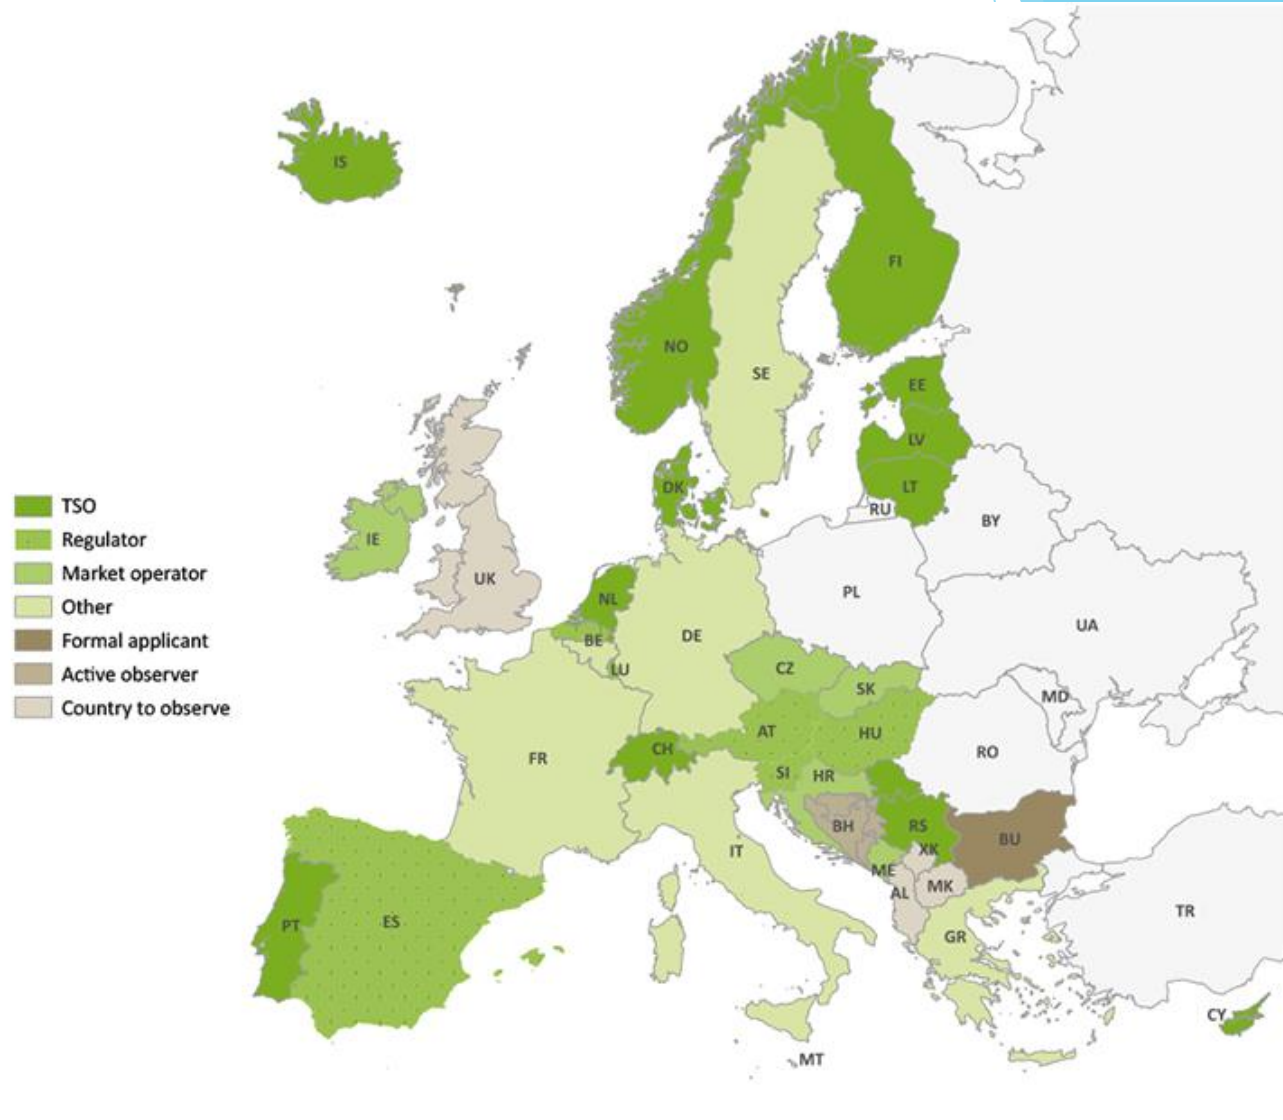 IS
FI
NO
SE
EE
LV
DK
LT
RU
BY
IE
UK
NL
PL
BE
DE
UA
LU
CZ
SK
MD
AT
HU
CH
RO
FR
SI
HR
BH
RS
BU
IT
XK
ME
AL
MK
TR
PT
ES
GR
CY
MT
TSO
Regulator
Market operator
Other
Formal applicant
Active observer
Country to observe